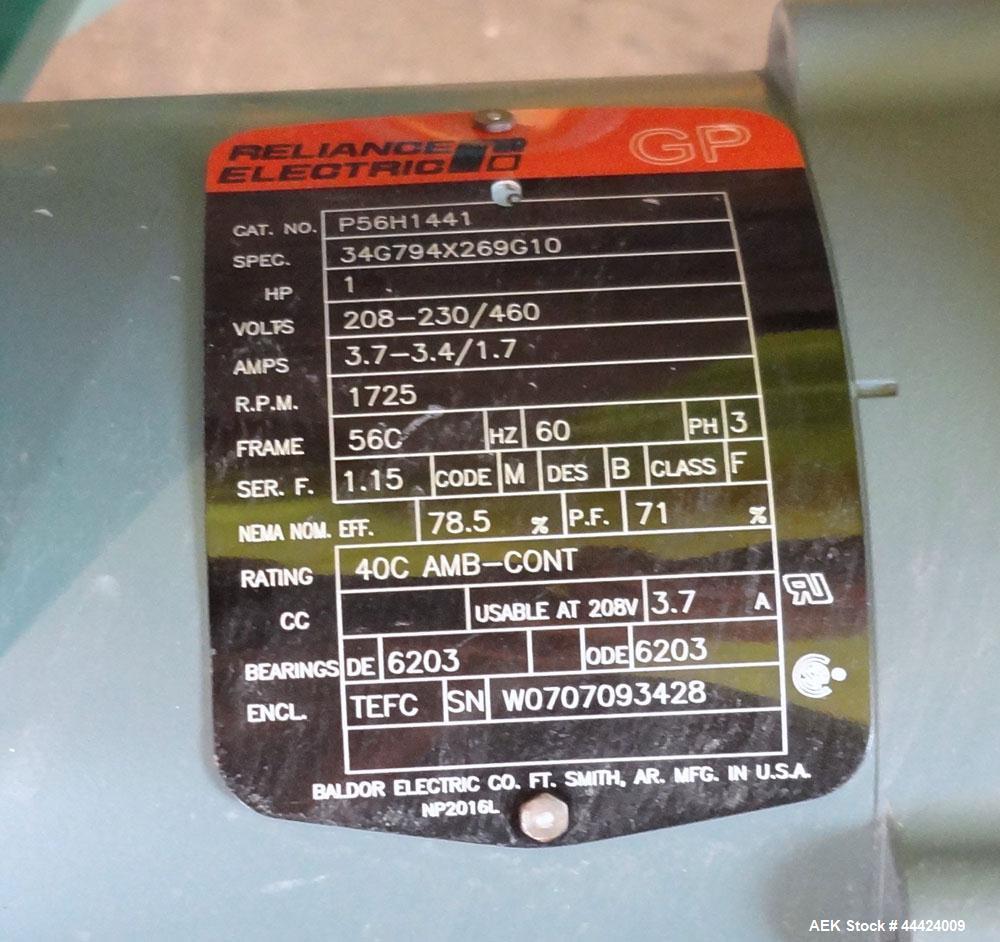 RELIANCE
ELECTRIC
GP
CAT. NO. P56H1441
SPEC. 34G794X269G10
HP 1
VOLTS 208-230/460
AMPS 3.7-3.4/1.7
R.P.M. 1725
FRAME 56C HZ 60 PH 3
SER. F. 1.15 CODE M DES B CLASS F
NEMA NOM. EFF. 78.5 % P.F. 71 %
RATING 40C AMB-CONT
CC USABLE AT 208V 3.7 A
BEARINGS DE 6203 ODE 6203
ENCL. TEFC SN W0707093428
BALDOR ELECTRIC CO. FT. SMITH, AR. MFG. IN U.S.A.
NP2016L
AEK Stock # 44424009